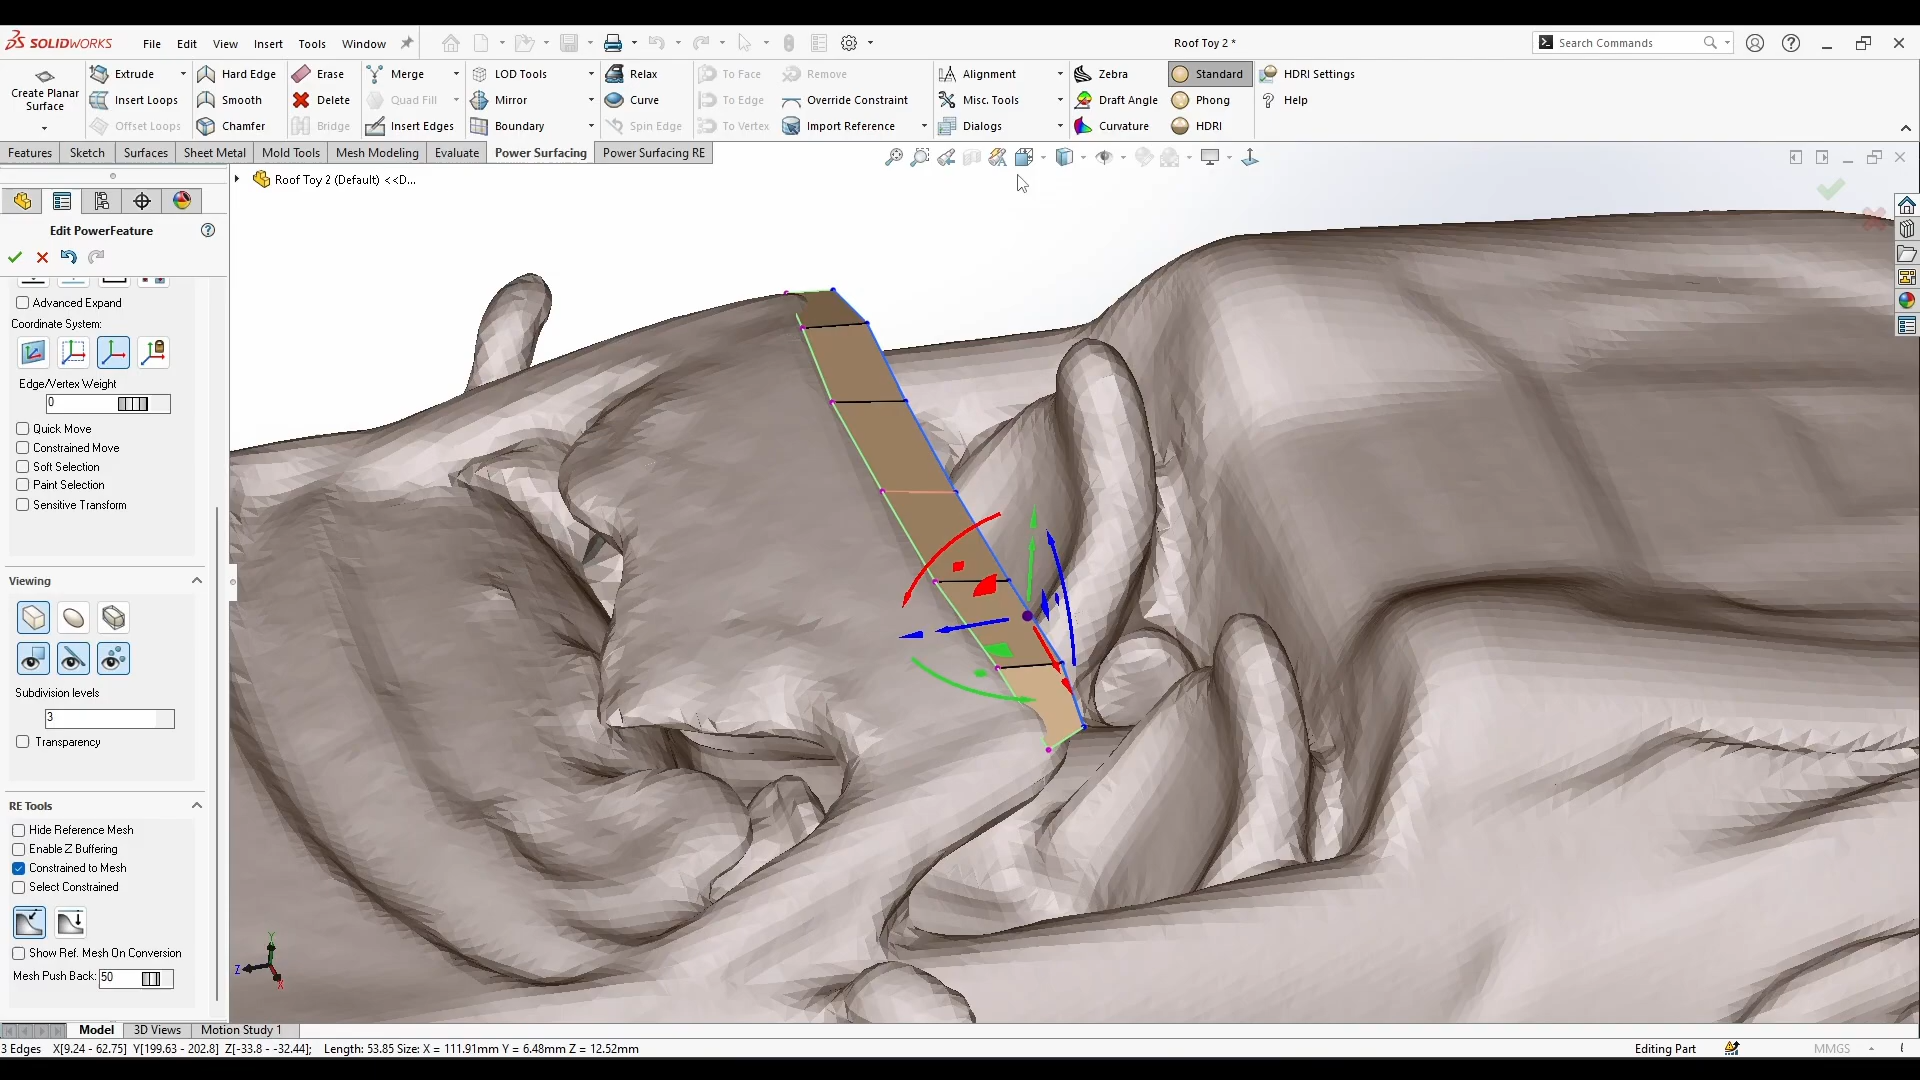 SOLIDWORKS File Edit View Insert Tools Window Roof Toy 2 * Search Commands
Create Planar Surface
Extrude Hard Edge Erase Merge LOD Tools Relax To Face Remove Alignment Zebra Standard HDRI Settings
Insert Loops Smooth Delete Quad Fill Mirror Curve To Edge Override Constraint Misc. Tools Draft Angle Phong Help
Offset Loops Chamfer Bridge Insert Edges Boundary Spin Edge To Vertex Import Reference Dialogs Curvature HDRI
Features Sketch Surfaces Sheet Metal Mold Tools Mesh Modeling Evaluate Power Surfacing Power Surfacing RE
Roof Toy 2 (Default) <<D...
Edit PowerFeature
Advanced Expand
Coordinate System:
Edge/Vertex Weight
0
Quick Move
Constrained Move
Soft Selection
Paint Selection
Sensitive Transform
Viewing
Subdivision levels
3
Transparency
RE Tools
Hide Reference Mesh
Enable Z Buffering
Constrained to Mesh
Select Constrained
Show Ref. Mesh On Conversion
Mesh Push Back: 50
Y
Z
X
Model 3D Views Motion Study 1
3 Edges X[9.24 - 62.75] Y[199.63 - 202.8] Z[-33.8 - -32.44]; Length: 53.85 Size: X = 111.91mm Y = 6.48mm Z = 12.52mm Editing Part MMGS